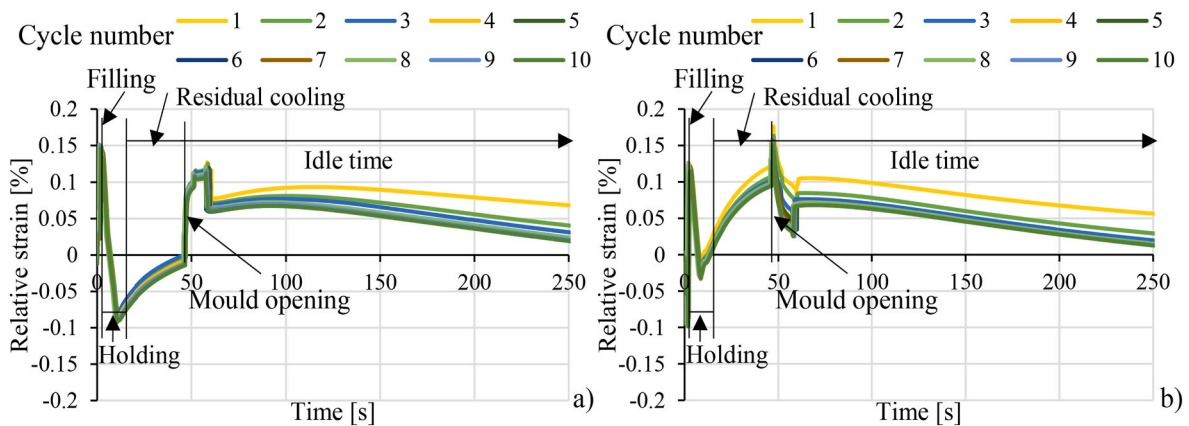 Cycle number 1 2 3 4 5
6 7 8 9 10
Filling
Residual cooling
Idle time
Mould opening
Holding
Relative strain [%]
0.2
0.15
0.1
0.05
0
-0.05
-0.1
-0.15
-0.2
0 50 100 150 200 250
Time [s]
a)
Cycle number 1 2 3 4 5
6 7 8 9 10
Filling
Residual cooling
Idle time
Mould opening
Holding
Relative strain [%]
0.2
0.15
0.1
0.05
0
-0.05
-0.1
-0.15
-0.2
0 50 100 150 200 250
Time [s]
b)